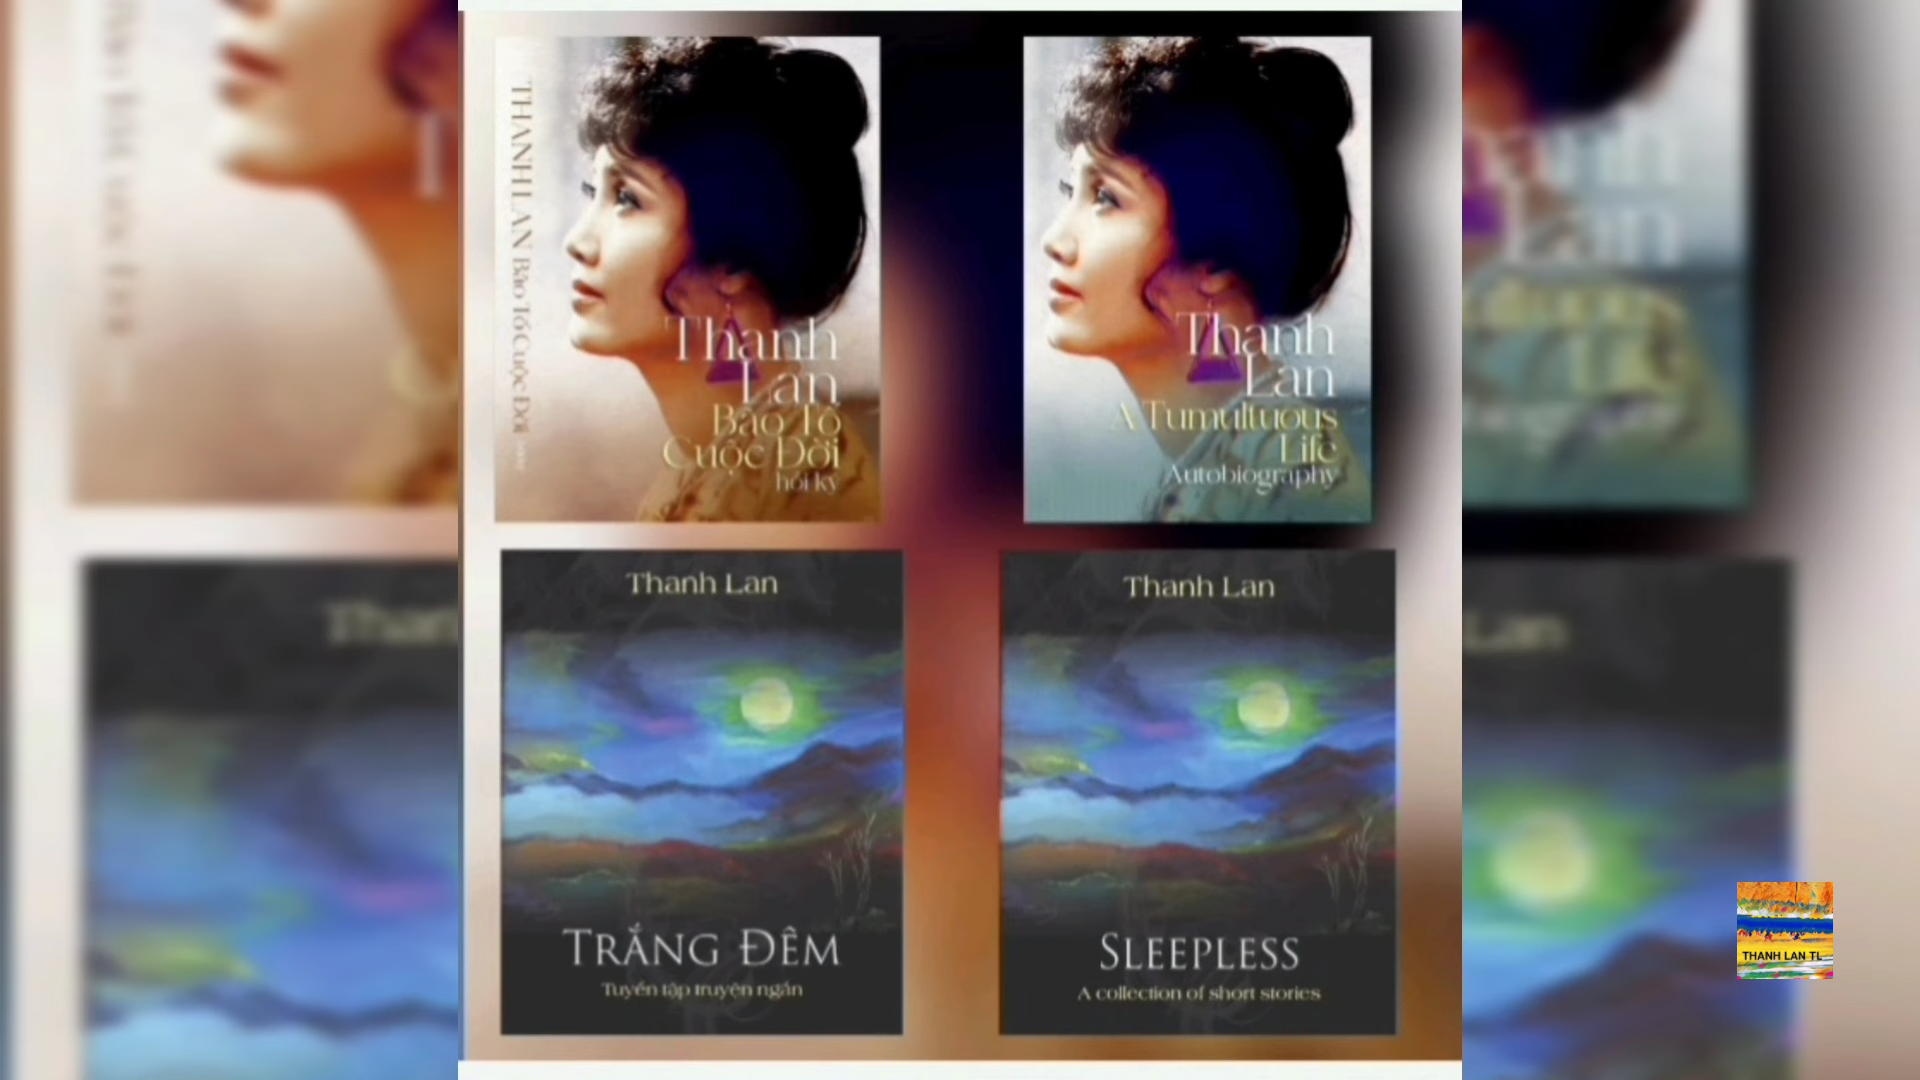 THANH LAN Bão Tố Cuộc Đời
Thanh
Lan
Bão Tố
Cuộc Đời
hồi ký
Thanh
Lan
A Tumultuous
Life
Autobiography
Thanh Lan
TRẮNG ĐÊM
Tuyển tập truyện ngắn
Thanh Lan
SLEEPLESS
A collection of short stories
THANH LAN TL